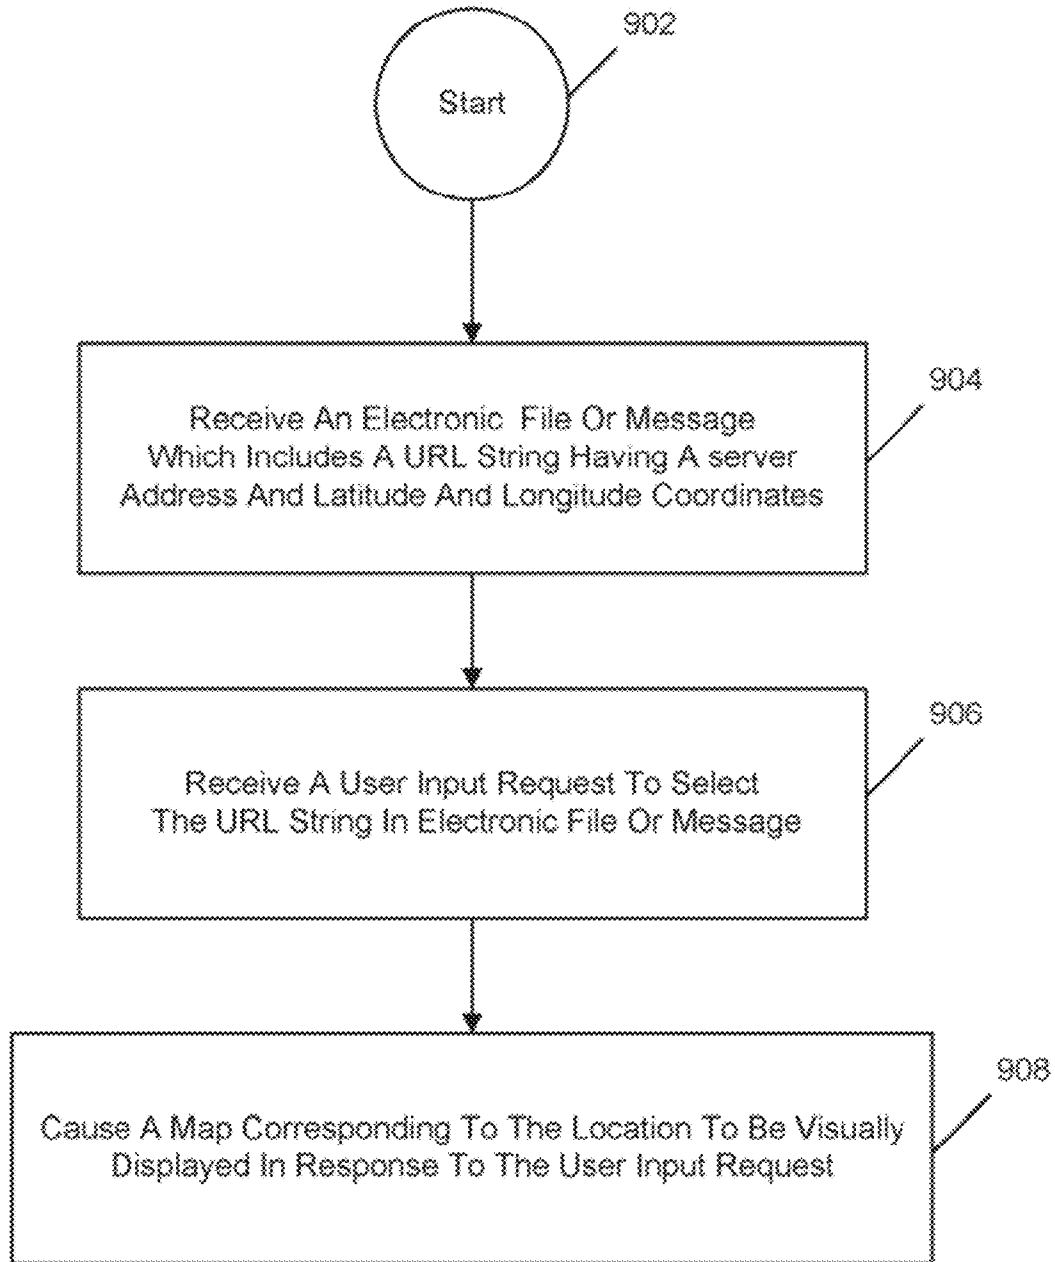 902
Start
904
Receive An Electronic File Or Message
Which Includes A URL String Having A server
Address And Latitude And Longitude Coordinates
906
Receive A User Input Request To Select
The URL String In Electronic File Or Message
908
Cause A Map Corresponding To The Location To Be Visually
Displayed In Response To The User Input Request